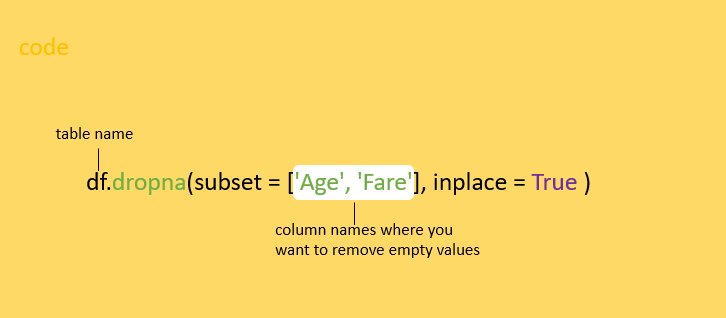 code
table name
df.dropna(subset = ['Age', 'Fare'], inplace = True )
column names where you
want to remove empty values